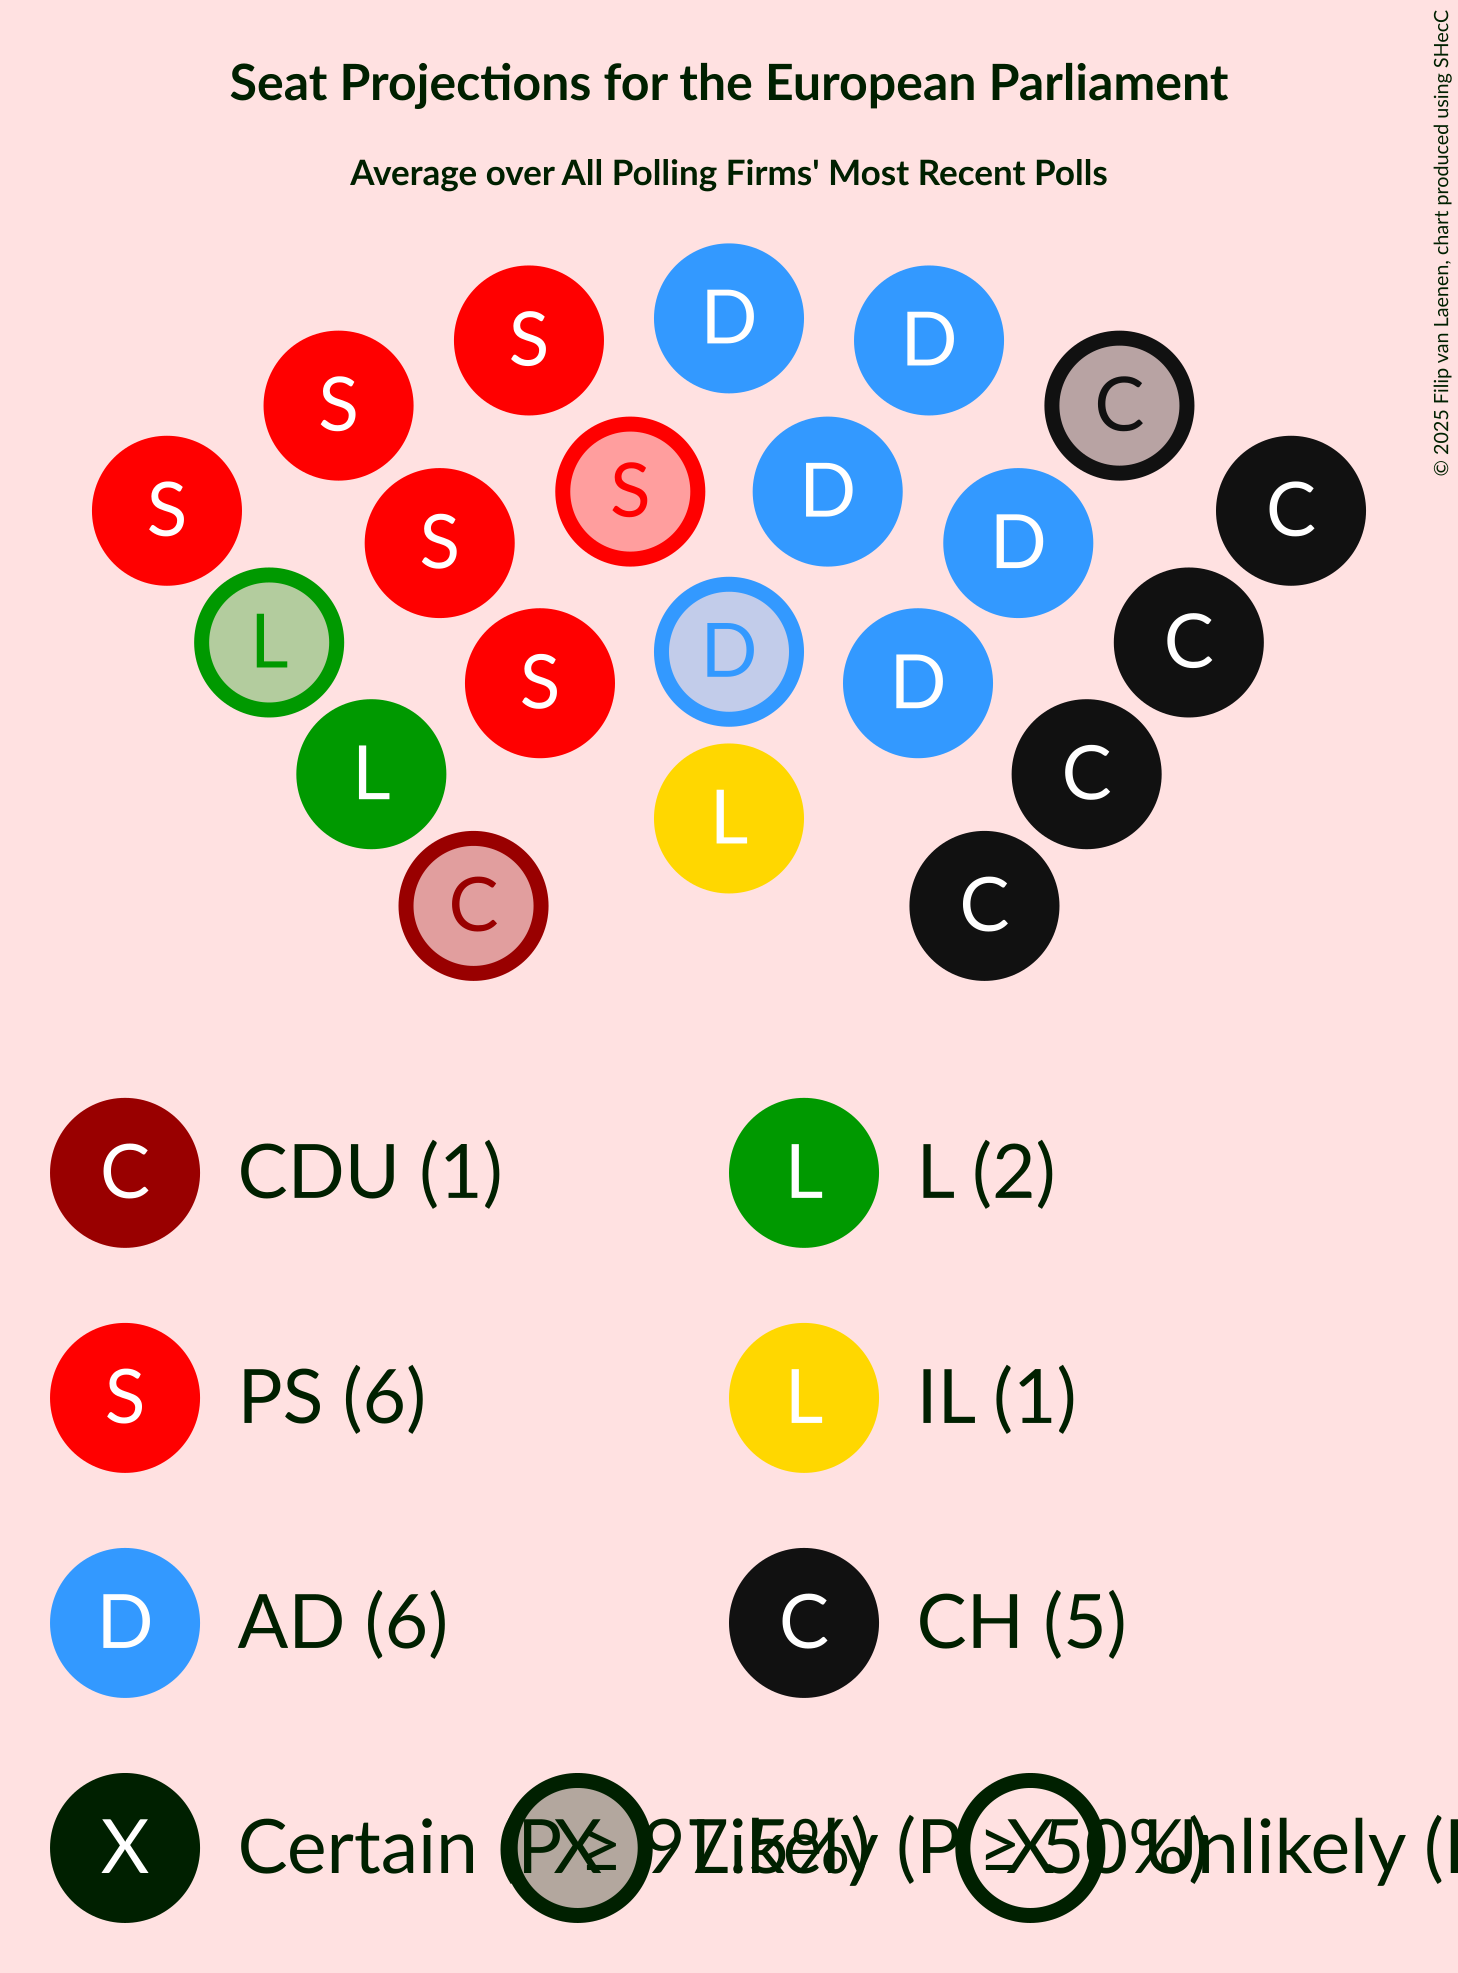 Seat Projections for the European Parliament
Average over All Polling Firms' Most Recent Polls
© 2025 Filip van Laenen, chart produced using SHecC
D
S D
S C
S S D C
S D
L D C
S D
L C
L
C C
C CDU (1) L L (2)
S PS (6) L IL (1)
D AD (6) C CH (5)
X Certain (P ≥ 97.5%) X Likely (P ≥ 50%) X Unlikely (